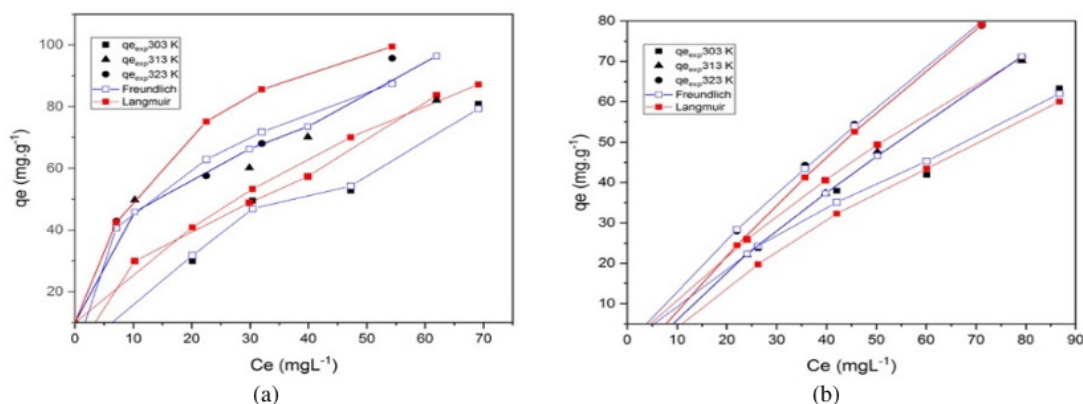 100
80
60
40
20
qe (mg.g⁻¹)
qeexp303 K
qeexp313 K
qeexp323 K
Freundlich
Langmuir
0 10 20 30 40 50 60 70
Ce (mgL⁻¹)
(a)
80
70
60
50
40
30
20
10
qe (mg.g⁻¹)
qeexp303 K
qeexp313 K
qeexp323 K
Freundlich
Langmuir
0 10 20 30 40 50 60 70 80 90
Ce (mgL⁻¹)
(b)